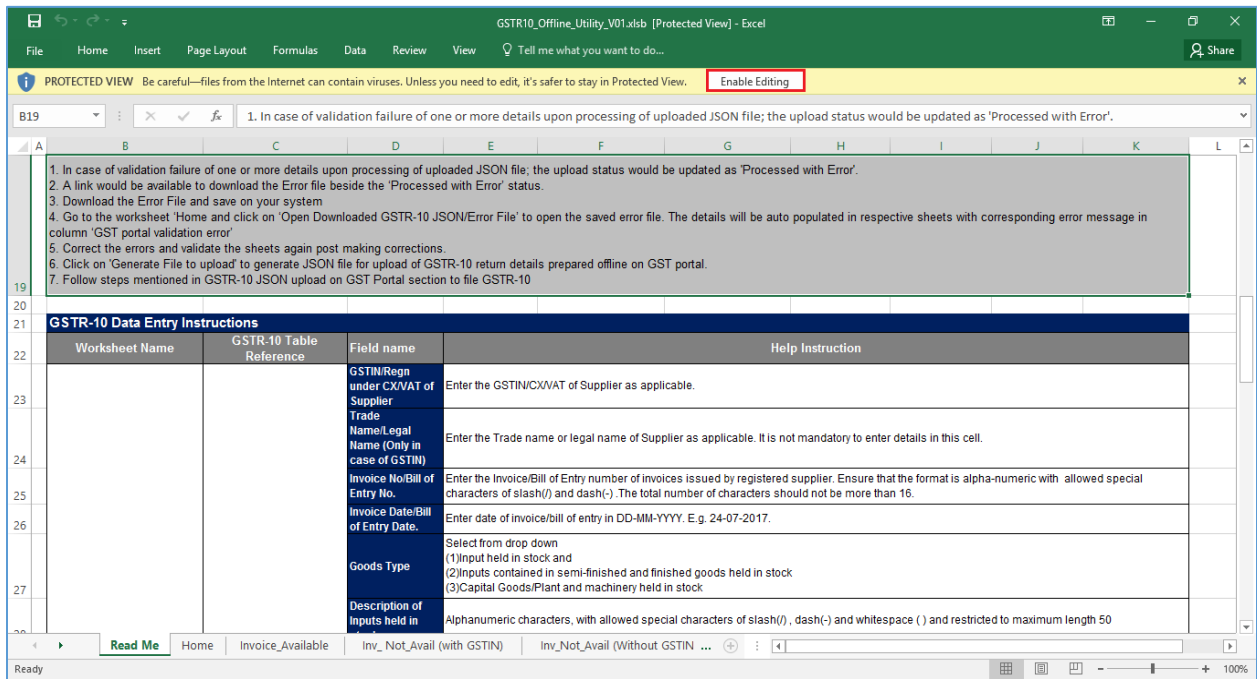 GSTR10_Offline_Utility_V01.xlsb [Protected View] - Excel
File Home Insert Page Layout Formulas Data Review View Tell me what you want to do... Share
PROTECTED VIEW Be careful—files from the Internet can contain viruses. Unless you need to edit, it's safer to stay in Protected View. Enable Editing
B19 fx 1. In case of validation failure of one or more details upon processing of uploaded JSON file; the upload status would be updated as 'Processed with Error'.
A B C D E F G H I J K L
1. In case of validation failure of one or more details upon processing of uploaded JSON file; the upload status would be updated as 'Processed with Error'.
2. A link would be available to download the Error file beside the 'Processed with Error' status.
3. Download the Error File and save on your system
4. Go to the worksheet 'Home and click on 'Open Downloaded GSTR-10 JSON/Error File' to open the saved error file. The details will be auto populated in respective sheets with corresponding error message in
column 'GST portal validation error'
5. Correct the errors and validate the sheets again post making corrections.
6. Click on 'Generate File to upload' to generate JSON file for upload of GSTR-10 return details prepared offline on GST portal.
7. Follow steps mentioned in GSTR-10 JSON upload on GST Portal section to file GSTR-10
19
20
21 GSTR-10 Data Entry Instructions
22 Worksheet Name GSTR-10 Table Field name Help Instruction
Reference
GSTIN/Regn
under CX/VAT of Enter the GSTIN/CX/VAT of Supplier as applicable.
23 Supplier
Trade
Name/Legal
Name (Only in Enter the Trade name or legal name of Supplier as applicable. It is not mandatory to enter details in this cell.
24 case of GSTIN)
Invoice No/Bill of Enter the Invoice/Bill of Entry number of invoices issued by registered supplier. Ensure that the format is alpha-numeric with allowed special
25 Entry No. characters of slash(/) and dash(-) .The total number of characters should not be more than 16.
Invoice Date/Bill
26 of Entry Date. Enter date of invoice/bill of entry in DD-MM-YYYY. E.g. 24-07-2017.
Select from drop down
Goods Type (1)Input held in stock and
(2)Inputs contained in semi-finished and finished goods held in stock
27 (3)Capital Goods/Plant and machinery held in stock
Description of
Inputs held in Alphanumeric characters, with allowed special characters of slash(/) , dash(-) and whitespace ( ) and restricted to maximum length 50
Read Me Home Invoice_Available Inv_ Not_Avail (with GSTIN) Inv_Not_Avail (Without GSTIN ...
Ready 100%